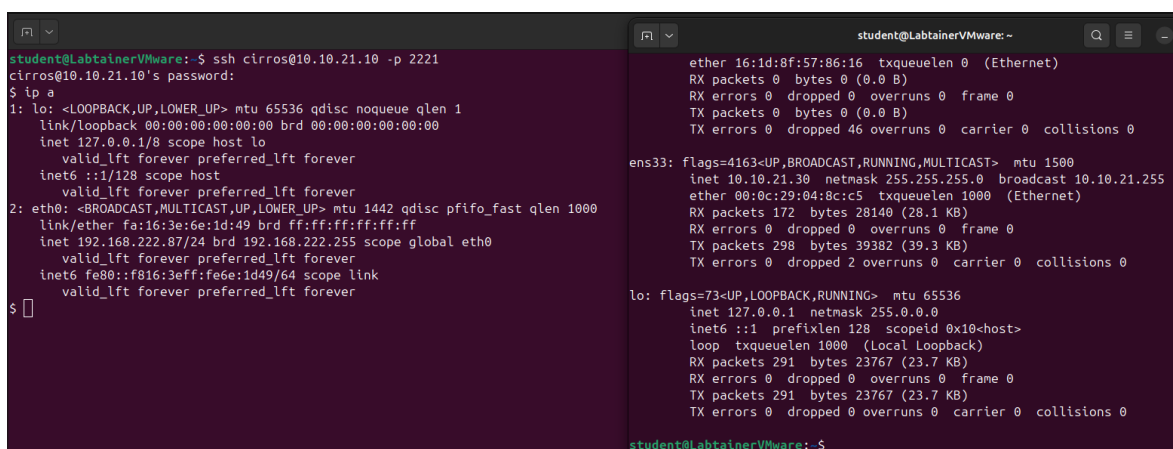 student@LabtainerVMware:~$ ssh cirros@10.10.21.10 -p 2221
cirros@10.10.21.10's password:
$ ip a
1: lo: <LOOPBACK,UP,LOWER_UP> mtu 65536 qdisc noqueue qlen 1
link/loopback 00:00:00:00:00:00 brd 00:00:00:00:00:00
inet 127.0.0.1/8 scope host lo
valid_lft forever preferred_lft forever
inet6 ::1/128 scope host
valid_lft forever preferred_lft forever
2: eth0: <BROADCAST,MULTICAST,UP,LOWER_UP> mtu 1442 qdisc pfifo_fast qlen 1000
link/ether fa:16:3e:6e:1d:49 brd ff:ff:ff:ff:ff:ff
inet 192.168.222.87/24 brd 192.168.222.255 scope global eth0
valid_lft forever preferred_lft forever
inet6 fe80::f816:3eff:fe6e:1d49/64 scope link
valid_lft forever preferred_lft forever
$
student@LabtainerVMware: ~
ether 16:1d:8f:57:86:16 txqueuelen 0 (Ethernet)
RX packets 0 bytes 0 (0.0 B)
RX errors 0 dropped 0 overruns 0 frame 0
TX packets 0 bytes 0 (0.0 B)
TX errors 0 dropped 46 overruns 0 carrier 0 collisions 0
ens33: flags=4163<UP,BROADCAST,RUNNING,MULTICAST> mtu 1500
inet 10.10.21.30 netmask 255.255.255.0 broadcast 10.10.21.255
ether 00:0c:29:04:8c:c5 txqueuelen 1000 (Ethernet)
RX packets 172 bytes 28140 (28.1 KB)
RX errors 0 dropped 0 overruns 0 frame 0
TX packets 298 bytes 39382 (39.3 KB)
TX errors 0 dropped 2 overruns 0 carrier 0 collisions 0
lo: flags=73<UP,LOOPBACK,RUNNING> mtu 65536
inet 127.0.0.1 netmask 255.0.0.0
inet6 ::1 prefixlen 128 scopeid 0x10<host>
loop txqueuelen 1000 (Local Loopback)
RX packets 291 bytes 23767 (23.7 KB)
RX errors 0 dropped 0 overruns 0 frame 0
TX packets 291 bytes 23767 (23.7 KB)
TX errors 0 dropped 0 overruns 0 carrier 0 collisions 0
student@LabtainerVMware:~$